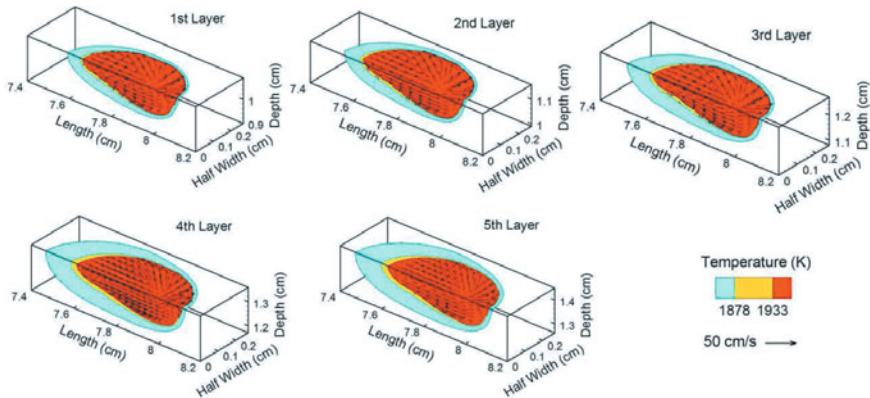 1st Layer
1
0.9
Depth (cm)
7.4
7.6
7.8
8
8.2
Length (cm)
0 0.1 0.2
Half Width (cm)
2nd Layer
1.1
1
Depth (cm)
7.4
7.6
7.8
8
8.2
Length (cm)
0 0.1 0.2
Half Width (cm)
3rd Layer
1.2
1.1
Depth (cm)
7.4
7.6
7.8
8
8.2
Length (cm)
0 0.1 0.2
Half Width (cm)
4th Layer
1.3
1.2
Depth (cm)
7.4
7.6
7.8
8
8.2
Length (cm)
0 0.1 0.2
Half Width (cm)
5th Layer
1.4
1.3
Depth (cm)
7.4
7.6
7.8
8
8.2
Length (cm)
0 0.1 0.2
Half Width (cm)
Temperature (K)
1878 1933
50 cm/s